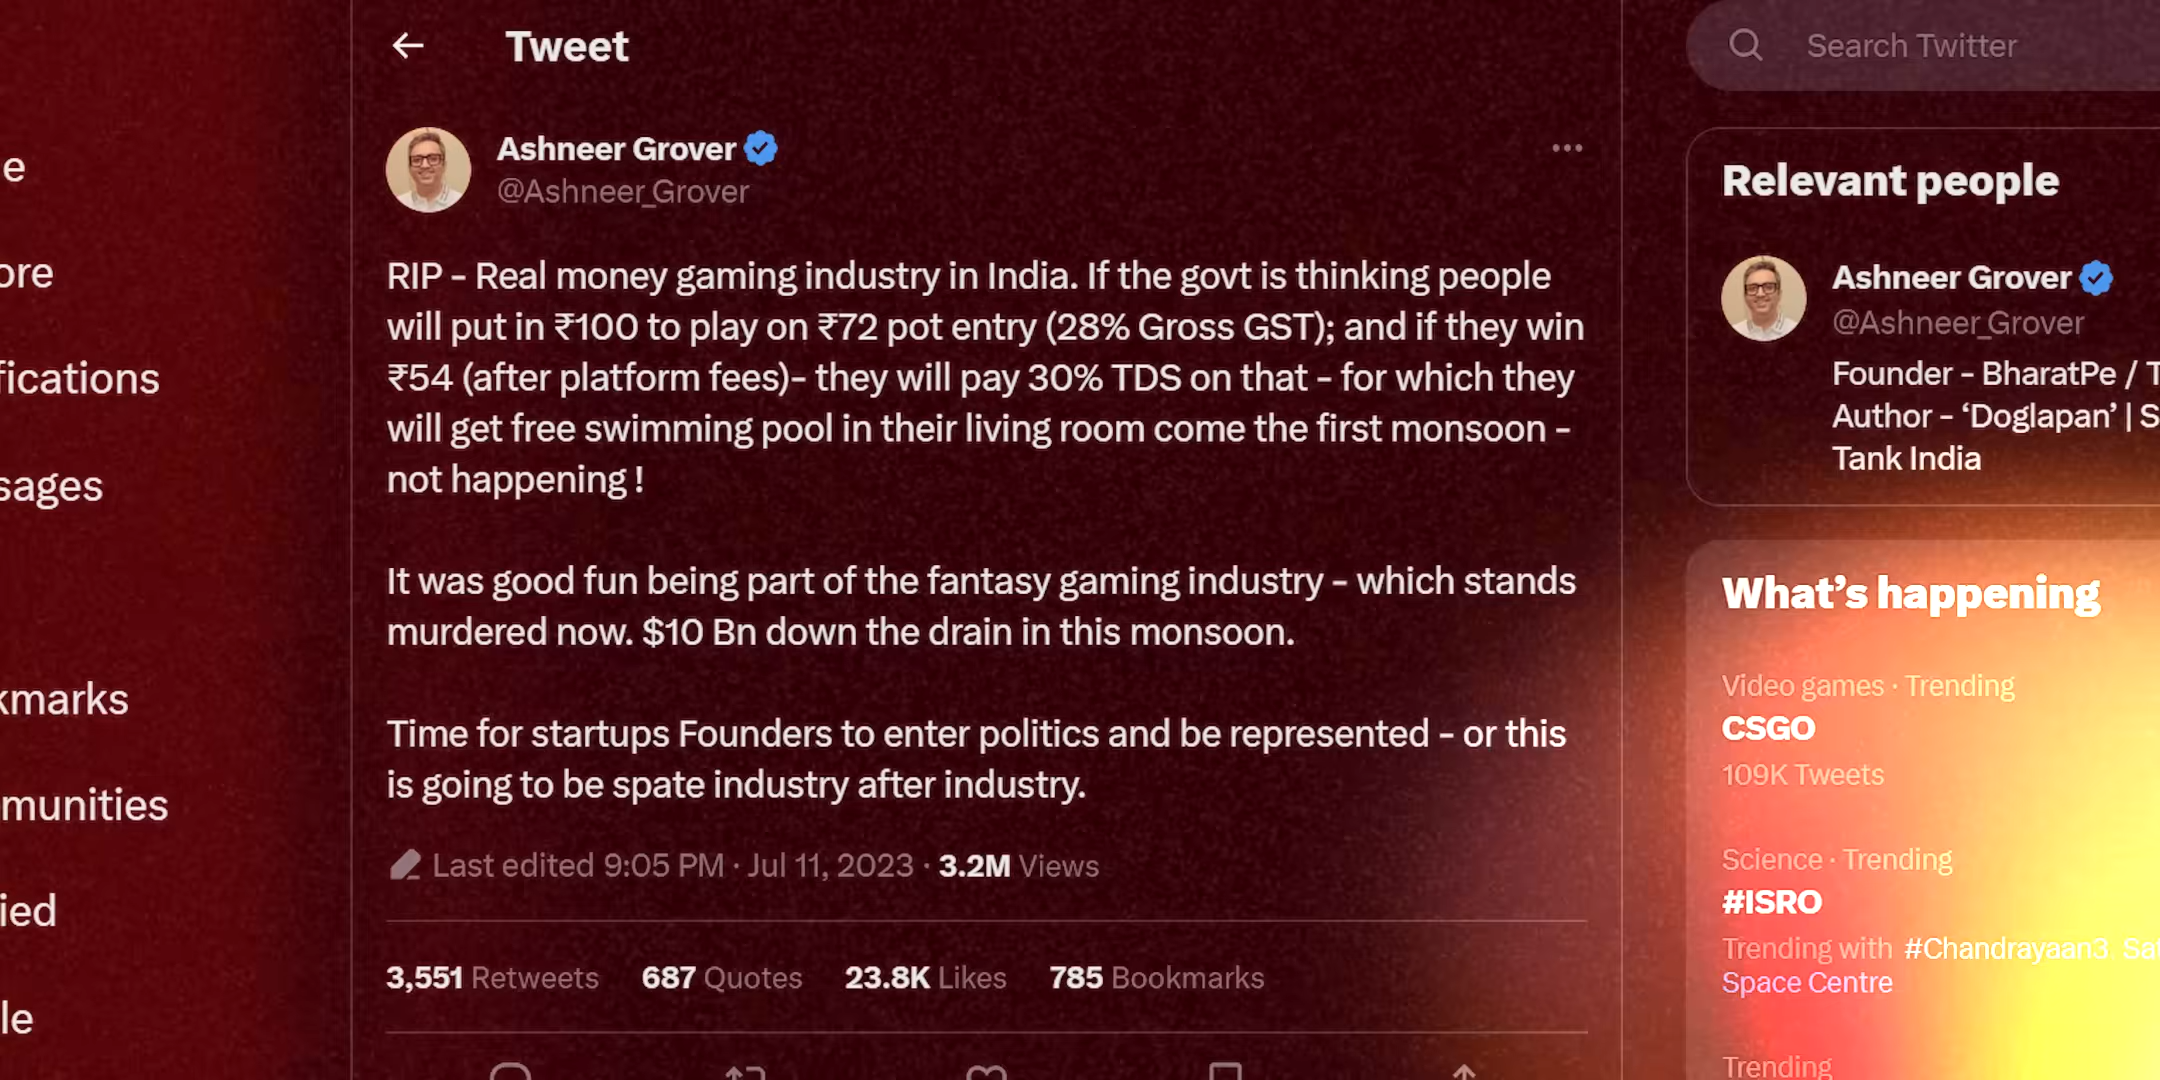 Tweet
Search Twitter
Ashneer Grover
@Ashneer_Grover
RIP - Real money gaming industry in India. If the govt is thinking people
will put in ₹100 to play on ₹72 pot entry (28% Gross GST); and if they win
₹54 (after platform fees)- they will pay 30% TDS on that - for which they
will get free swimming pool in their living room come the first monsoon -
not happening !
It was good fun being part of the fantasy gaming industry - which stands
murdered now. $10 Bn down the drain in this monsoon.
Time for startups Founders to enter politics and be represented - or this
is going to be spate industry after industry.
Last edited 9:05 PM · Jul 11, 2023 · 3.2M Views
3,551 Retweets 687 Quotes 23.8K Likes 785 Bookmarks
e
ore
fications
sages
kmarks
munities
ied
le
Relevant people
Ashneer Grover
@Ashneer_Grover
Founder - BharatPe / T
Author - ‘Doglapan’ | S
Tank India
What’s happening
Video games · Trending
CSGO
109K Tweets
Science · Trending
#ISRO
Trending with #Chandrayaan3, Sat
Space Centre
Trending